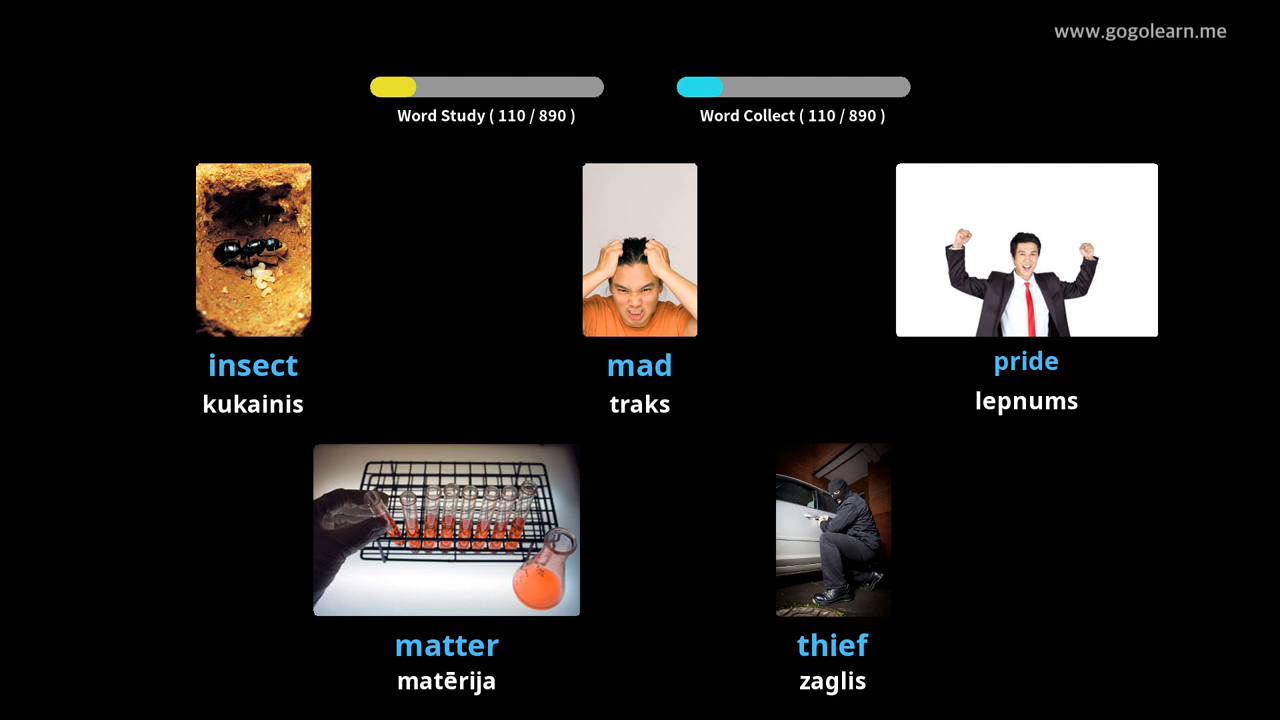 www.gogolearn.me
Word Study ( 110 / 890 )
Word Collect ( 110 / 890 )
insect
kukainis
mad
traks
pride
lepnums
matter
matērija
thief
zaglis